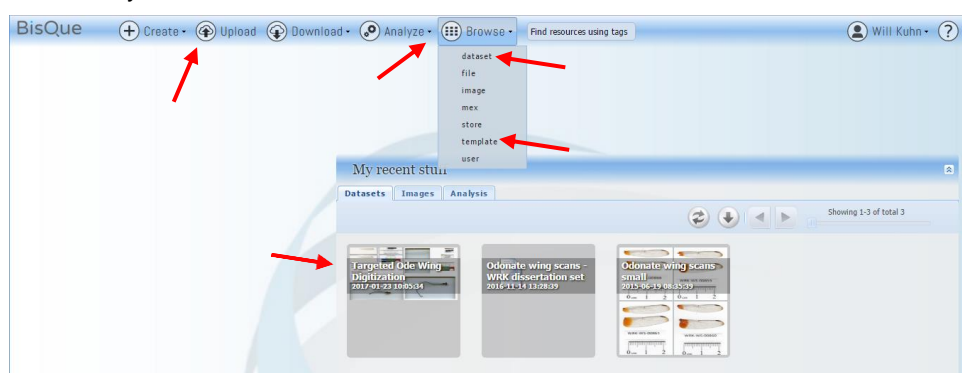 BisQue Create Upload Download Analyze Browse Find resources using tags Will Kuhn ?
dataset
file
image
mex
store
template
user
My recent stuff
Datasets Images Analysis
Showing 1-3 of total 3
Targeted Ode Wing
Digitization
2017-01-23 10:05:34
Odonate wing scans -
WRK dissertation set
2016-11-14 13:28:39
Odonate wing scans
small
2015-06-19 08:35:39